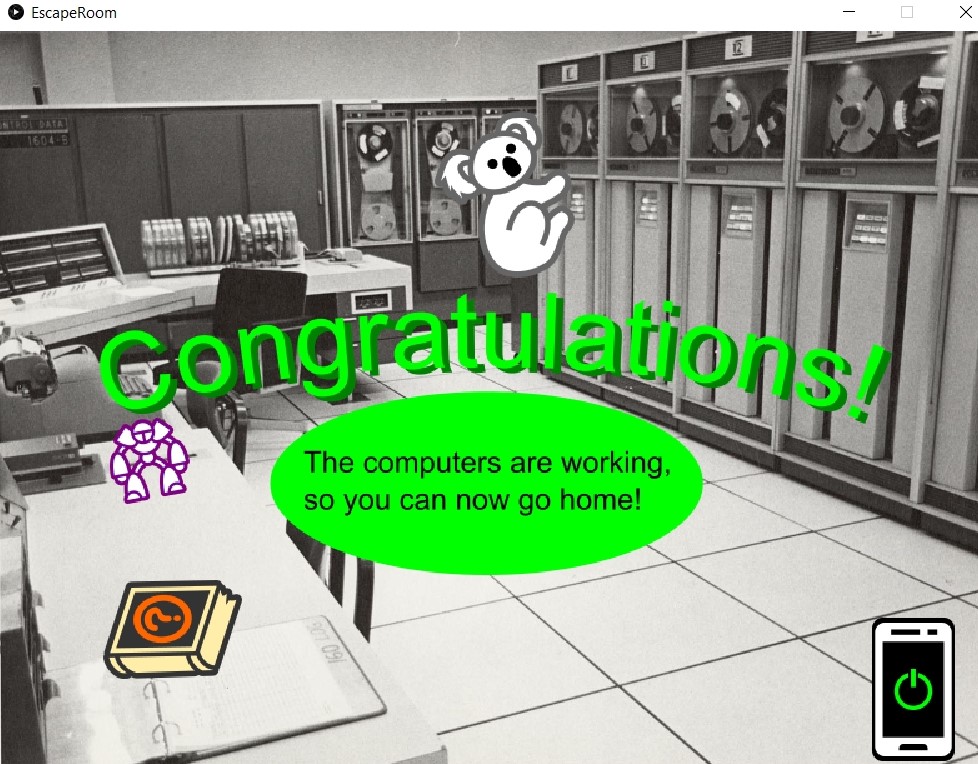 EscapeRoom
CONTROL DATA
1604-B
Congratulations!
The computers are working,
so you can now go home!
?